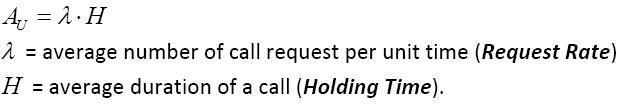 A_U = λ · H
λ = average number of call request per unit time (Request Rate)
H = average duration of a call (Holding Time).